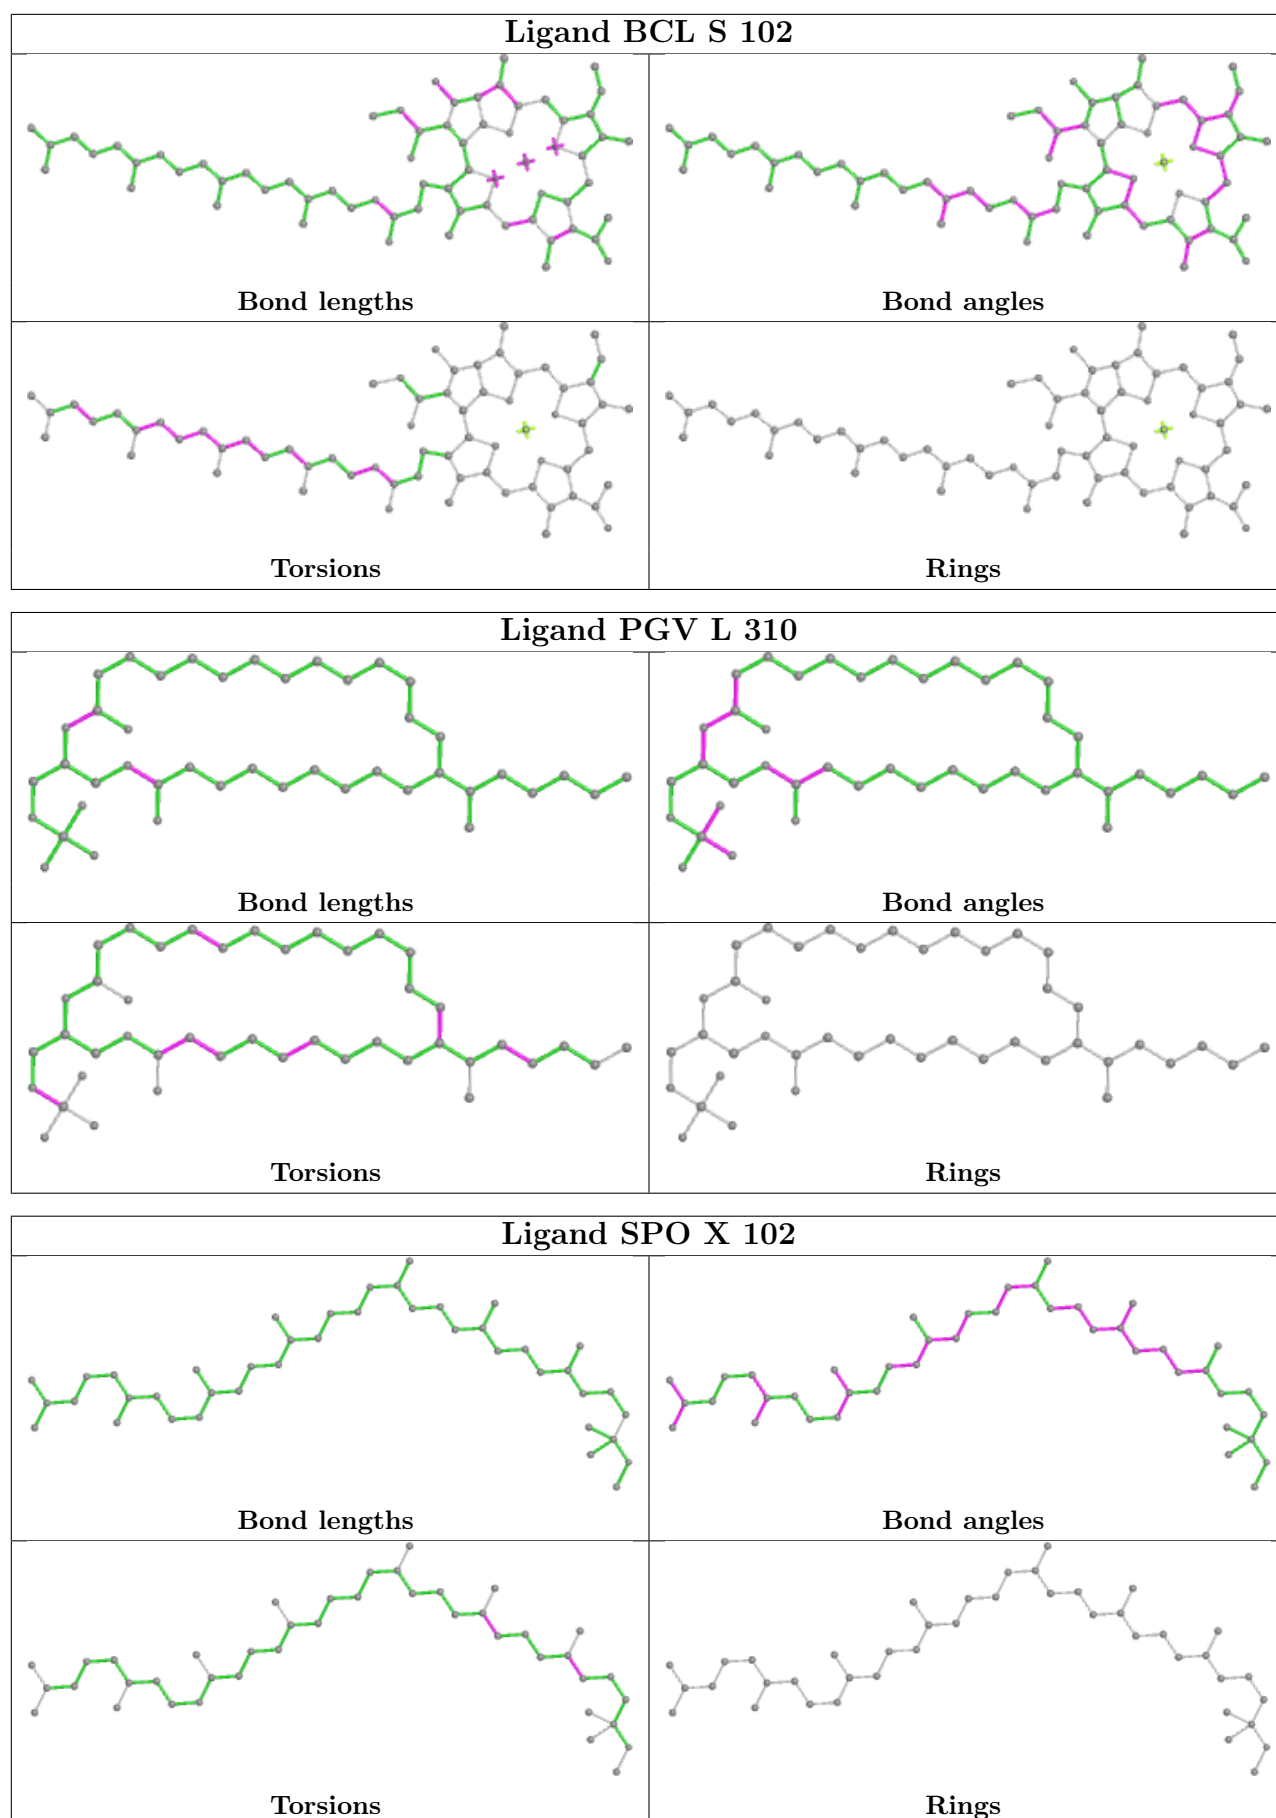 Ligand BCL S 102
Bond lengths
Bond angles
Torsions
Rings
Ligand PGV L 310
Bond lengths
Bond angles
Torsions
Rings
Ligand SPO X 102
Bond lengths
Bond angles
Torsions
Rings